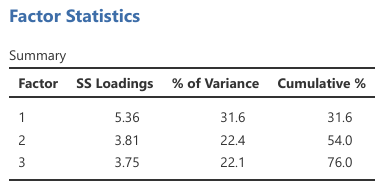 Factor Statistics
Summary
Factor SS Loadings % of Variance Cumulative %
1 5.36 31.6 31.6
2 3.81 22.4 54.0
3 3.75 22.1 76.0